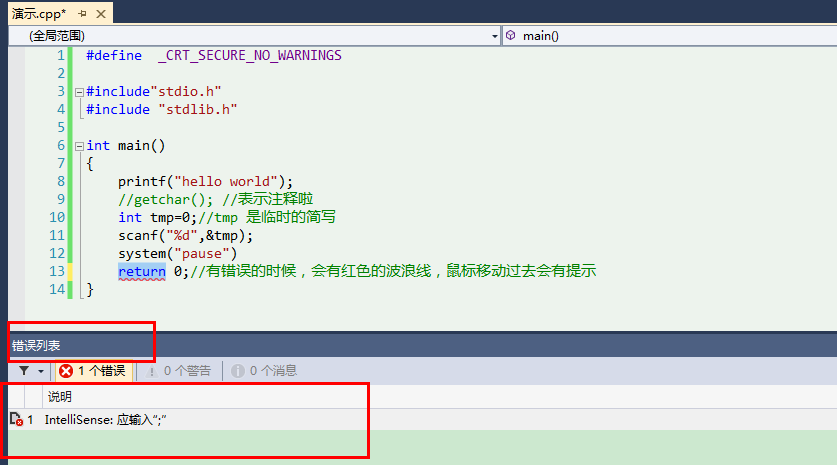 演示.cpp*
(全局范围) main()
1 #define  _CRT_SECURE_NO_WARNINGS
2
3 #include"stdio.h"
4 #include "stdlib.h"
5
6 int main()
7 {
8     printf("hello world");
9     //getchar(); //表示注释啦
10     int tmp=0;//tmp 是临时的简写
11     scanf("%d",&tmp);
12     system("pause")
13     return 0;//有错误的时候，会有红色的波浪线，鼠标移动过去会有提示
14 }
错误列表
1 个错误 0 个警告 0 个消息
说明
1 IntelliSense: 应输入“;”